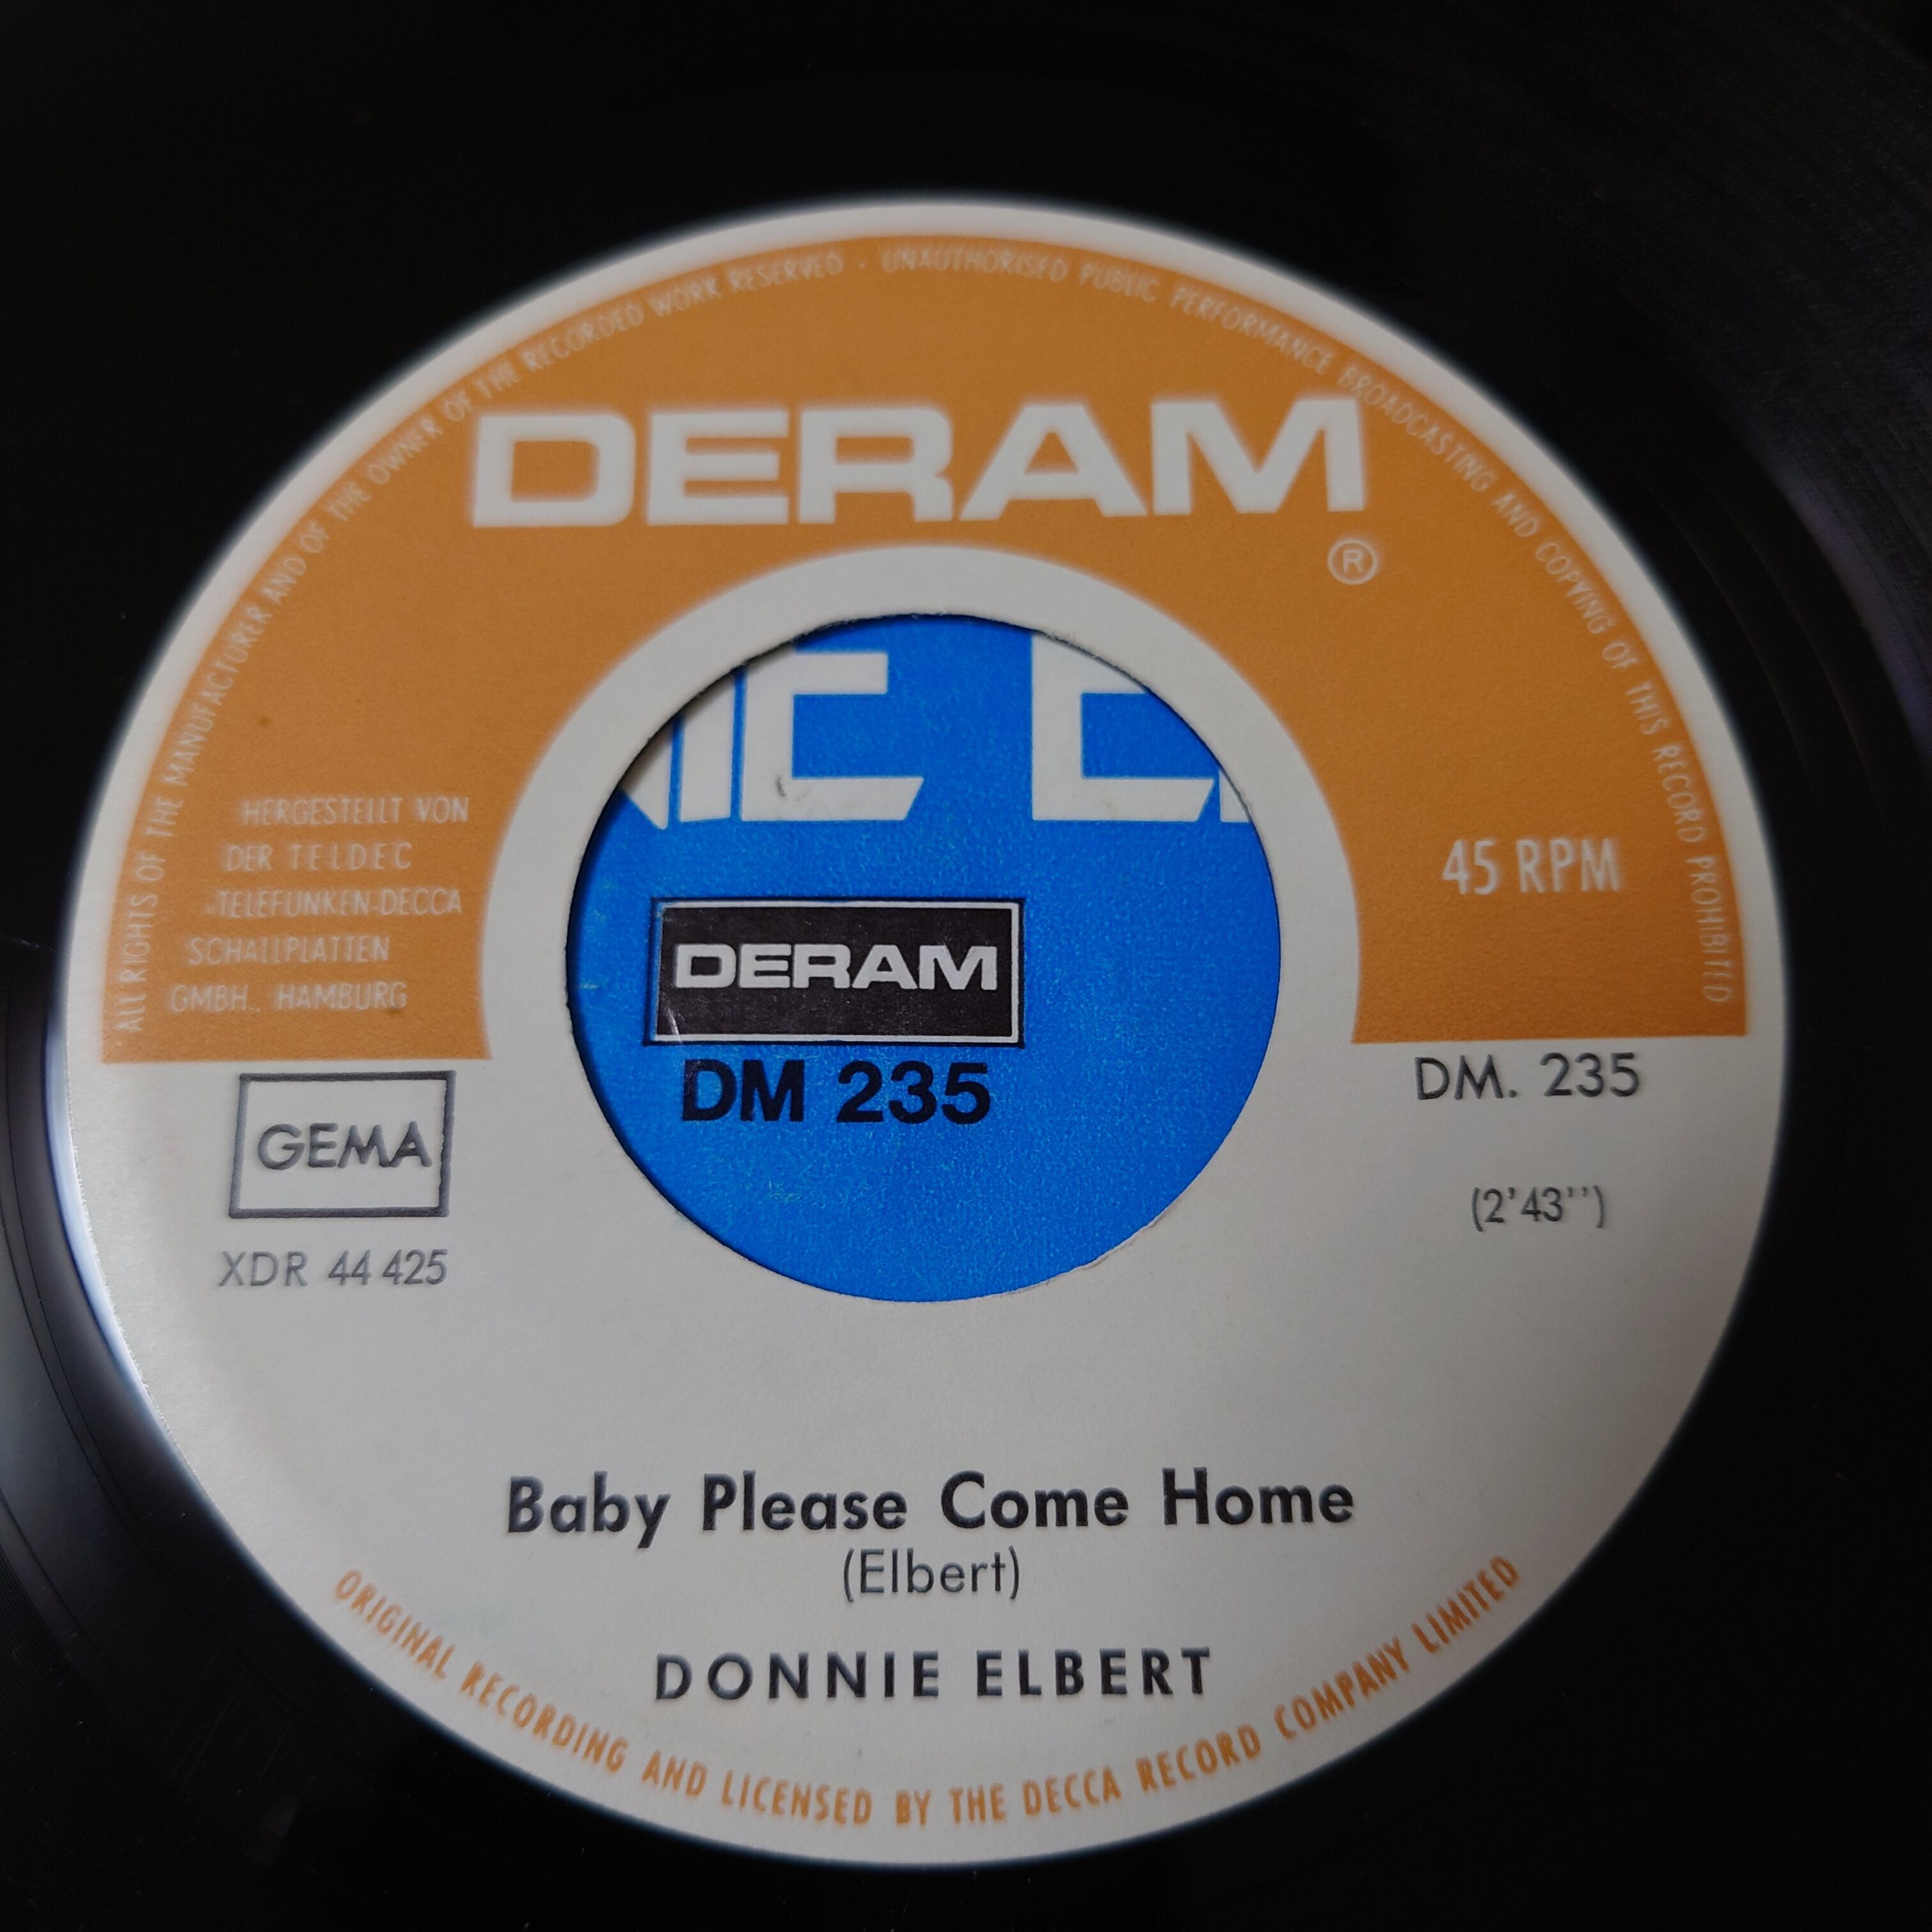 ALL RIGHTS OF THE MANUFACTURER AND OF THE OWNER OF THE RECORDED WORK RESERVED · UNAUTHORISED PUBLIC PERFORMANCE BROADCASTING AND COPYING OF THIS RECORD PROHIBITED
DERAM
®
HERGESTELLT VON
DER TELDEC
»TELEFUNKEN-DECCA
SCHALLPLATTEN
GMBH., HAMBURG
45 RPM
IE E
DERAM
DM 235
GEMA
XDR 44 425
DM. 235
(2'43'')
Baby Please Come Home
(Elbert)
DONNIE ELBERT
ORIGINAL RECORDING AND LICENSED BY THE DECCA RECORD COMPANY LIMITED